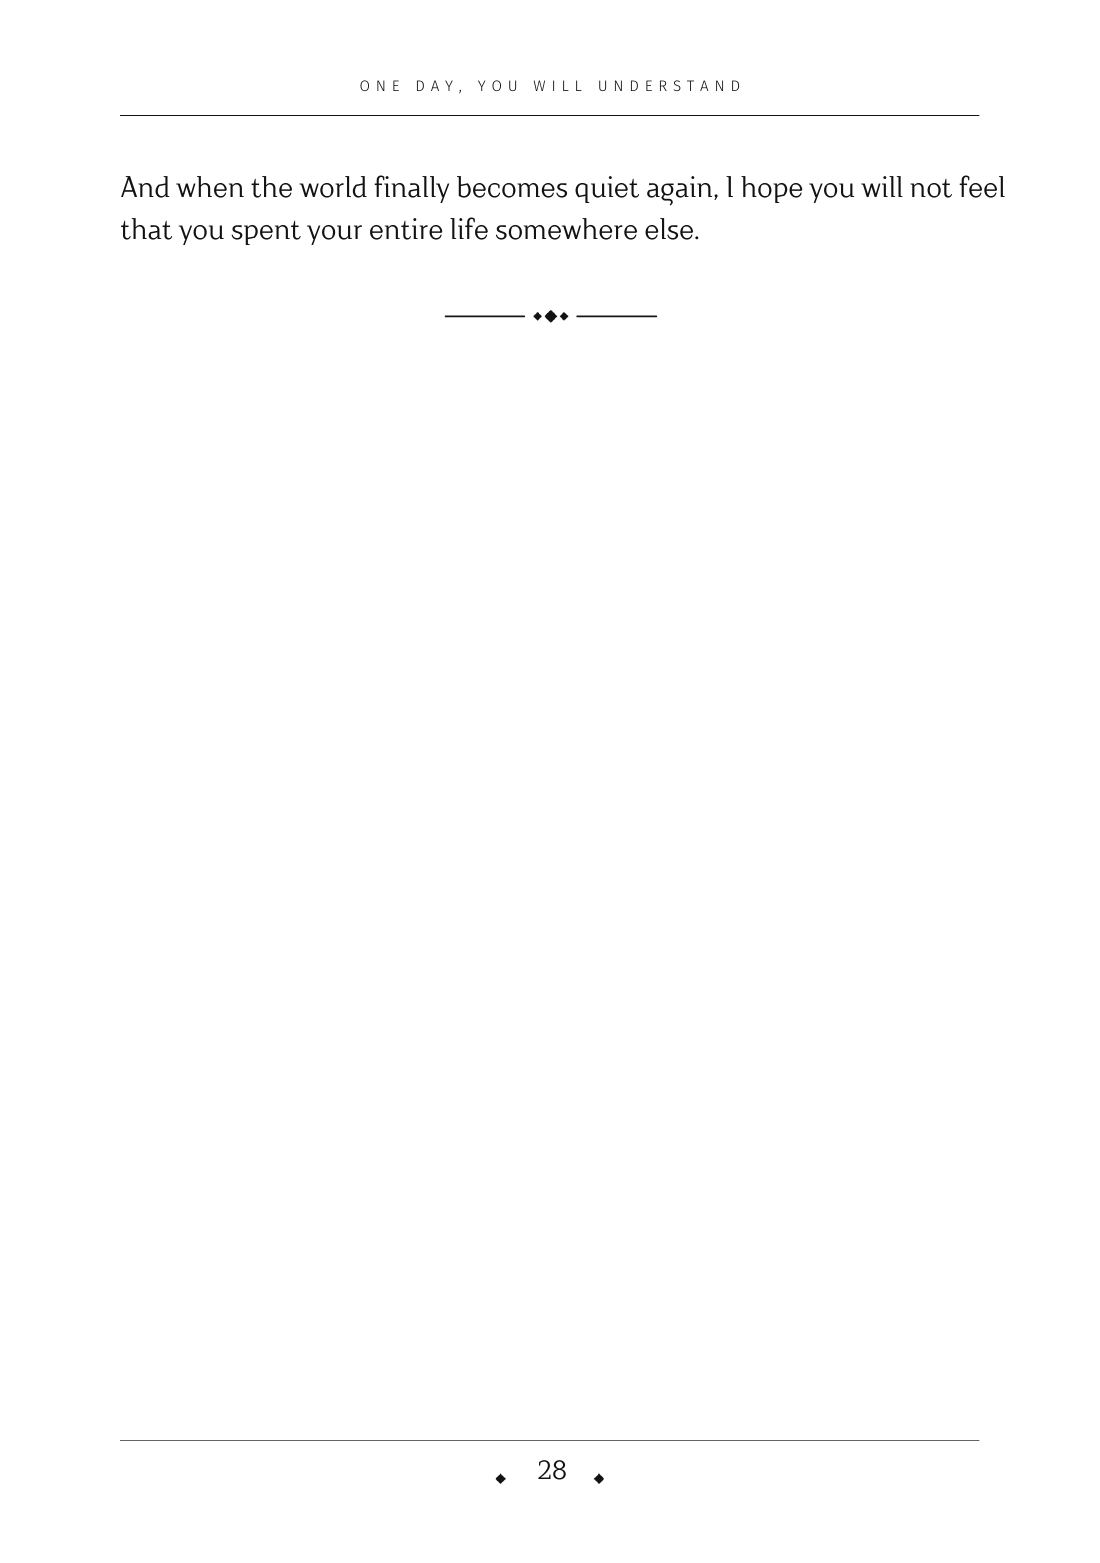 ONE DAY, YOU WILL UNDERSTAND
And when the world finally becomes quiet again, I hope you will not feel
that you spent your entire life somewhere else.
28